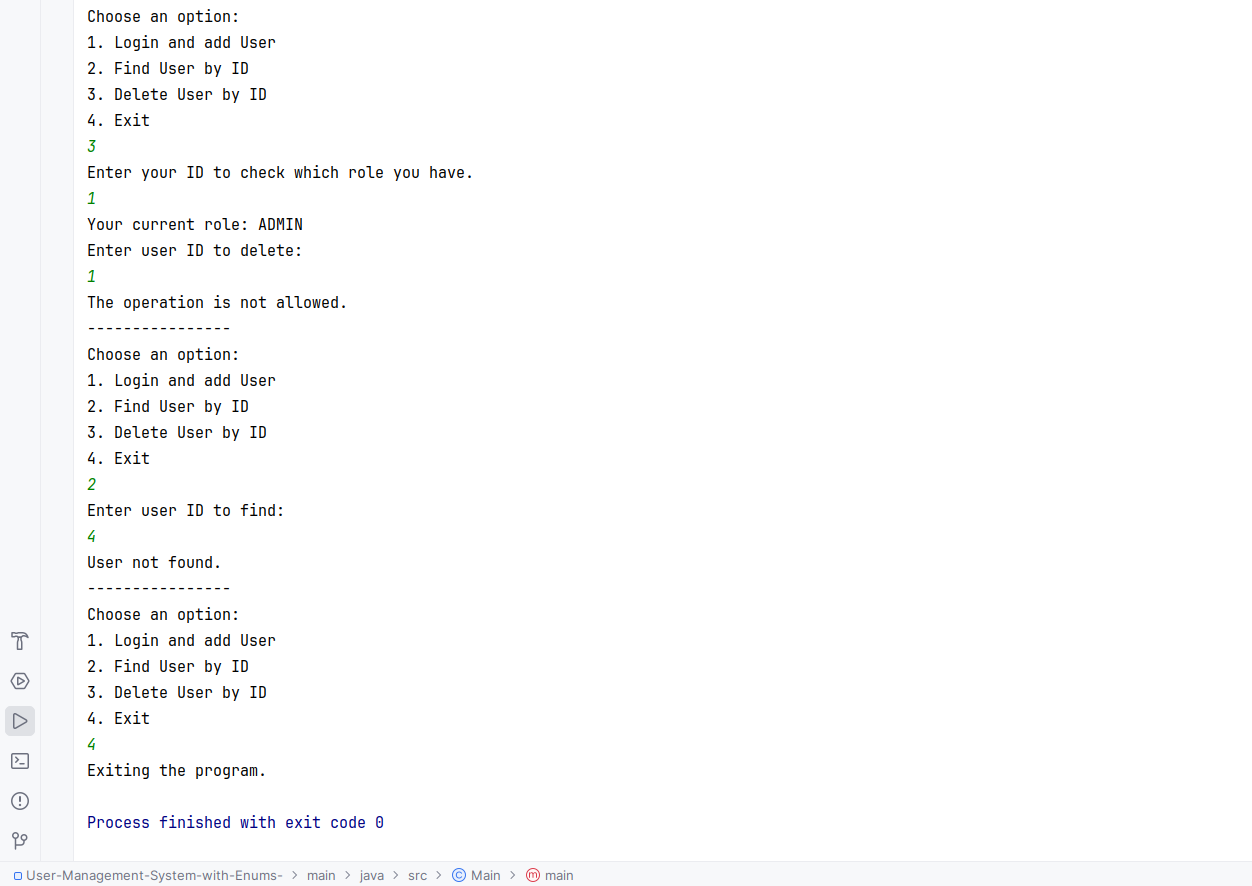 Choose an option:
1. Login and add User
2. Find User by ID
3. Delete User by ID
4. Exit
3
Enter your ID to check which role you have.
1
Your current role: ADMIN
Enter user ID to delete:
1
The operation is not allowed.
----------------
Choose an option:
1. Login and add User
2. Find User by ID
3. Delete User by ID
4. Exit
2
Enter user ID to find:
4
User not found.
----------------
Choose an option:
1. Login and add User
2. Find User by ID
3. Delete User by ID
4. Exit
4
Exiting the program.
Process finished with exit code 0
User-Management-System-with-Enums- > main > java > src > © Main > ⓜ main